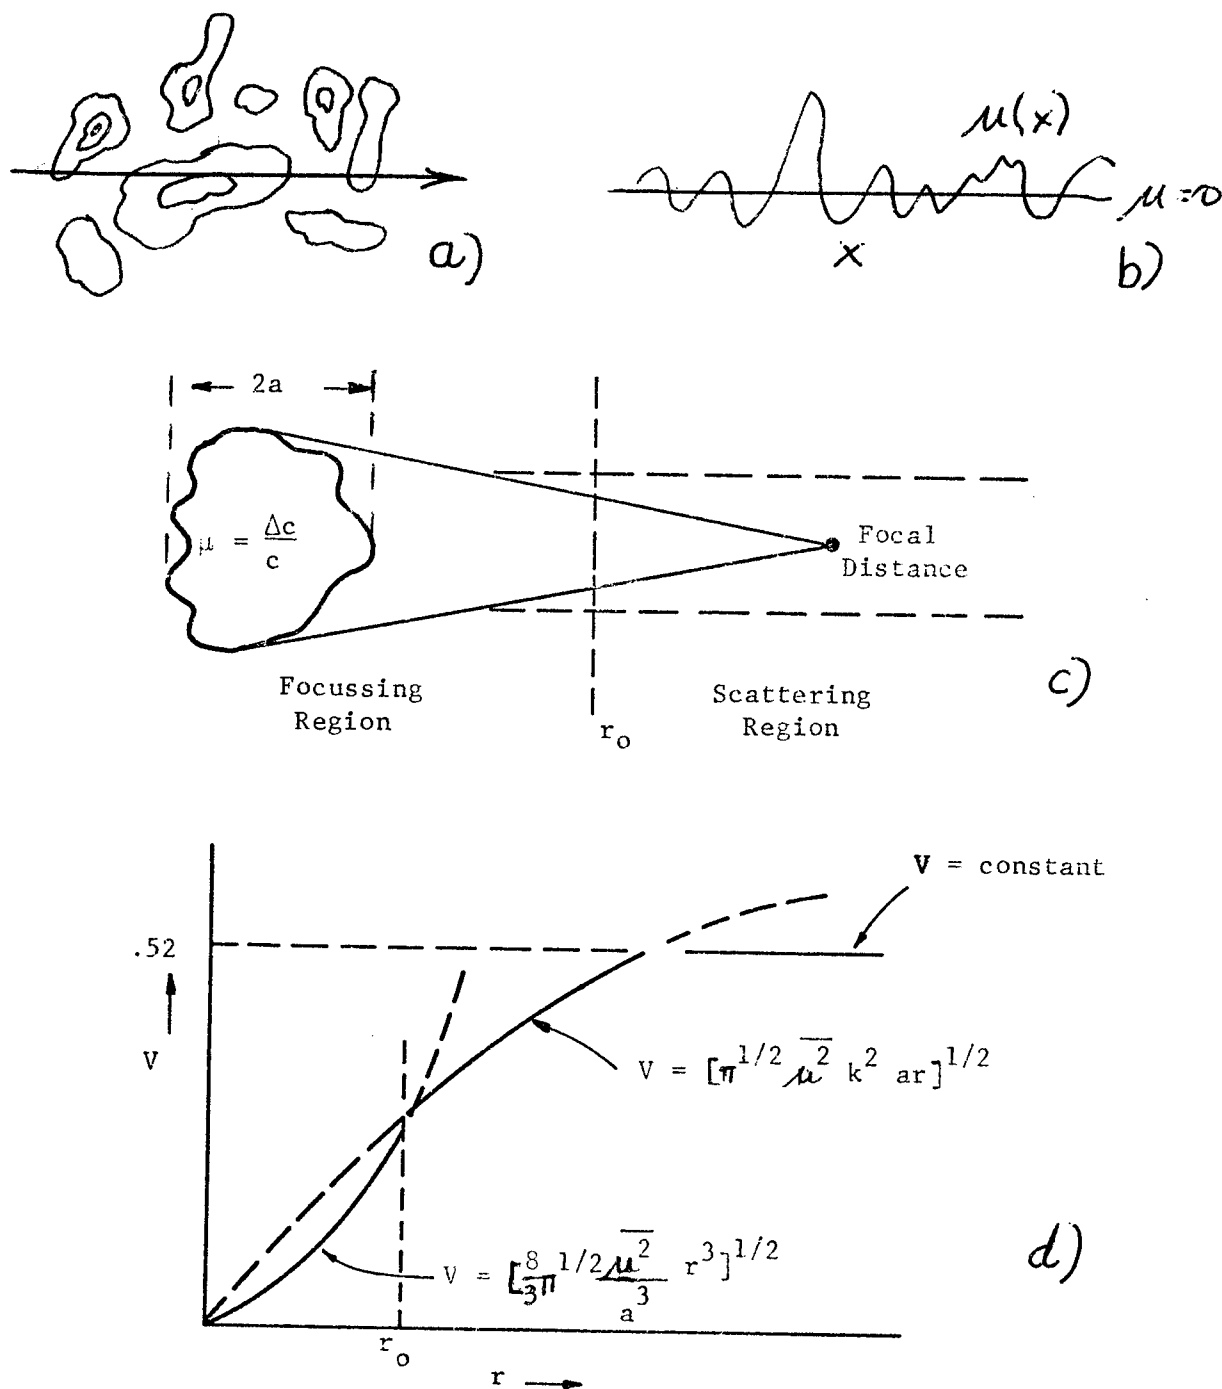 a)
μ(x)
μ=0
x
b)
2a
μ = Δc/c
Focal
Distance
Focussing
Region
r₀
Scattering
Region
c)
V = constant
.52
V
V = [π^1/2 μ̅² k² ar]^1/2
V = [8/3 π^1/2 μ̅²/a³ r³]^1/2
d)
r₀
r